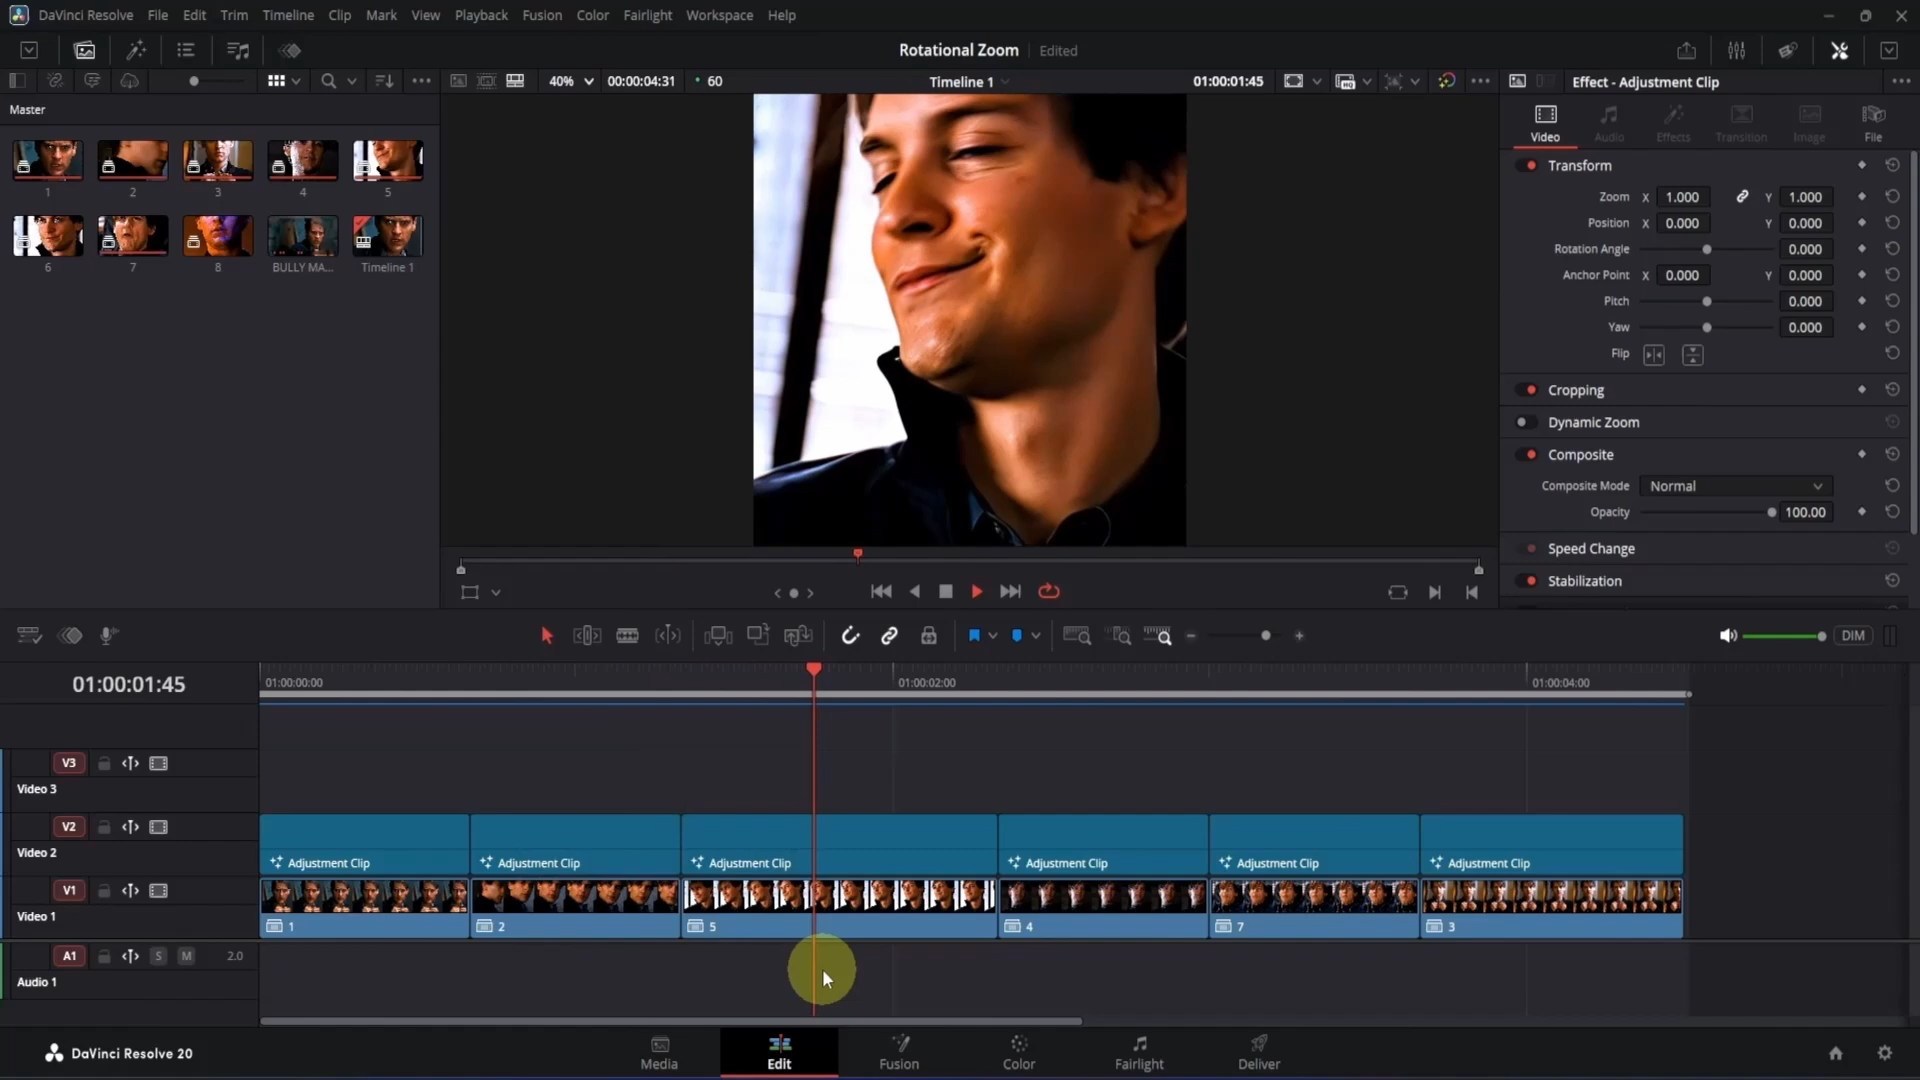 DaVinci Resolve File Edit Trim Timeline Clip Mark View Playback Fusion Color Fairlight Workspace Help
Rotational Zoom Edited
40% 00:00:04:31 60 Timeline 1 01:00:01:45 Effect - Adjustment Clip
Master
Video Audio Effects Transition Image File
1 2 3 4 5
6 7 8 BULLY MA... Timeline 1
Transform
Zoom X 1.000 Y 1.000
Position X 0.000 Y 0.000
Rotation Angle 0.000
Anchor Point X 0.000 Y 0.000
Pitch 0.000
Yaw 0.000
Flip
Cropping
Dynamic Zoom
Composite
Composite Mode Normal
Opacity 100.00
Speed Change
Stabilization
DIM
01:00:01:45
01:00:00:00 01:00:02:00 01:00:04:00
V3
Video 3
V2
Video 2
Adjustment Clip Adjustment Clip Adjustment Clip Adjustment Clip Adjustment Clip Adjustment Clip
V1
Video 1
1 2 5 4 7 3
A1 S M 2.0
Audio 1
DaVinci Resolve 20
Media Edit Fusion Color Fairlight Deliver